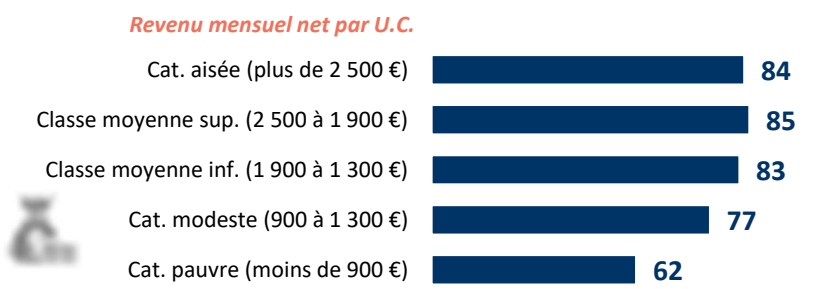 Revenu mensuel net par U.C.
Cat. aisée (plus de 2 500 €) 84
Classe moyenne sup. (2 500 à 1 900 €) 85
Classe moyenne inf. (1 900 à 1 300 €) 83
Cat. modeste (900 à 1 300 €) 77
Cat. pauvre (moins de 900 €) 62